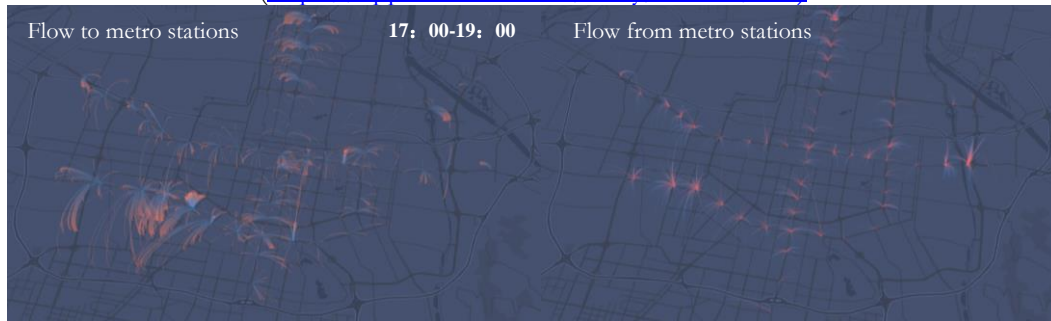 Flow to metro stations 17：00-19：00 Flow from metro stations